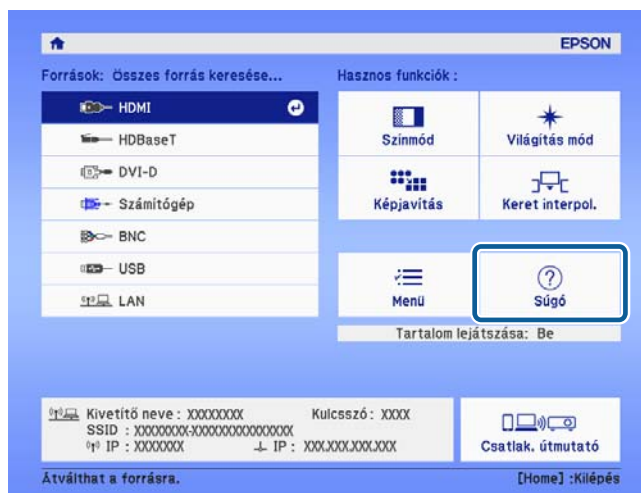 EPSON
Források: Összes forrás keresése...
HDMI
HDBaseT
DVI-D
Számítógép
BNC
USB
LAN
Hasznos funkciók :
Színmód
Világítás mód
Képjavítás
Keret interpol.
Menü
Súgó
Tartalom lejátszása: Be
Kivetítő neve : XXXXXXXX Kulcsszó : XXXX
SSID : XXXXXXXX-XXXXXXXXXXXXXX
IP : XXXXXXX IP : XXX.XXX.XXX.XXX
Csatlak. útmutató
Átválthat a forrásra.
[Home] :Kilépés